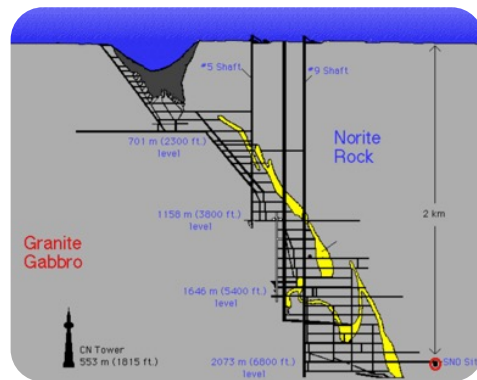 #5 Shaft
#9 Shaft
701 m (2300 ft.)
level
Norite
Rock
1158 m (3800 ft.)
level
2 km
Granite
Gabbro
1646 m (5400 ft.)
level
CN Tower
553 m (1815 ft.)
2073 m (6800 ft.)
level
SNO Sit